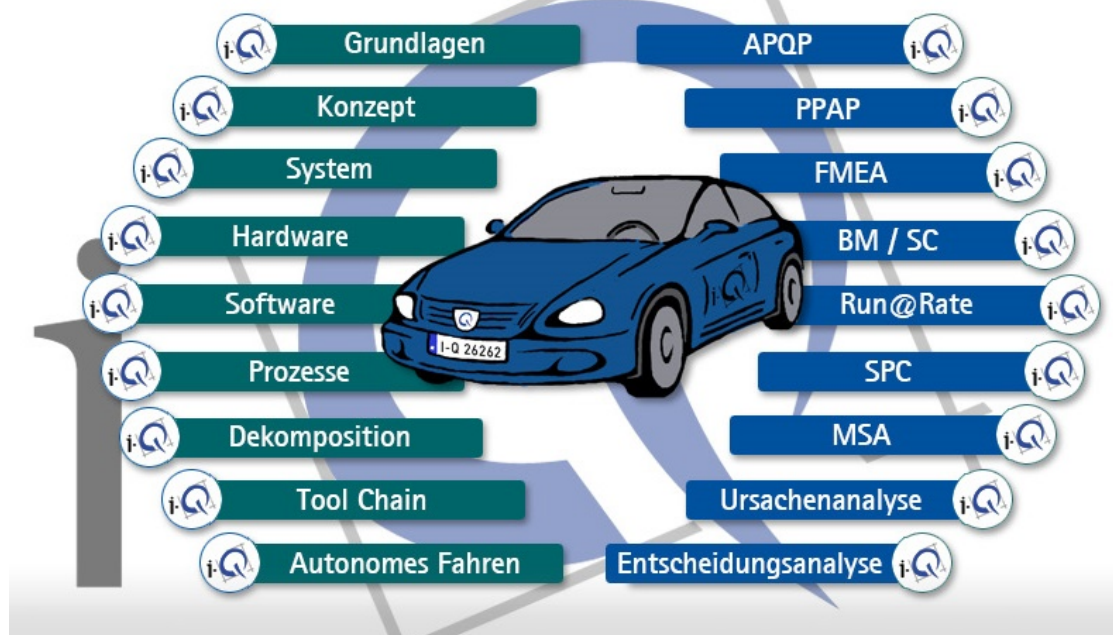 Grundlagen
Konzept
System
Hardware
Software
Prozesse
Dekomposition
Tool Chain
Autonomes Fahren
APQP
PPAP
FMEA
BM / SC
Run@Rate
SPC
MSA
Ursachenanalyse
Entscheidungsanalyse
I-Q 26262
i-Q